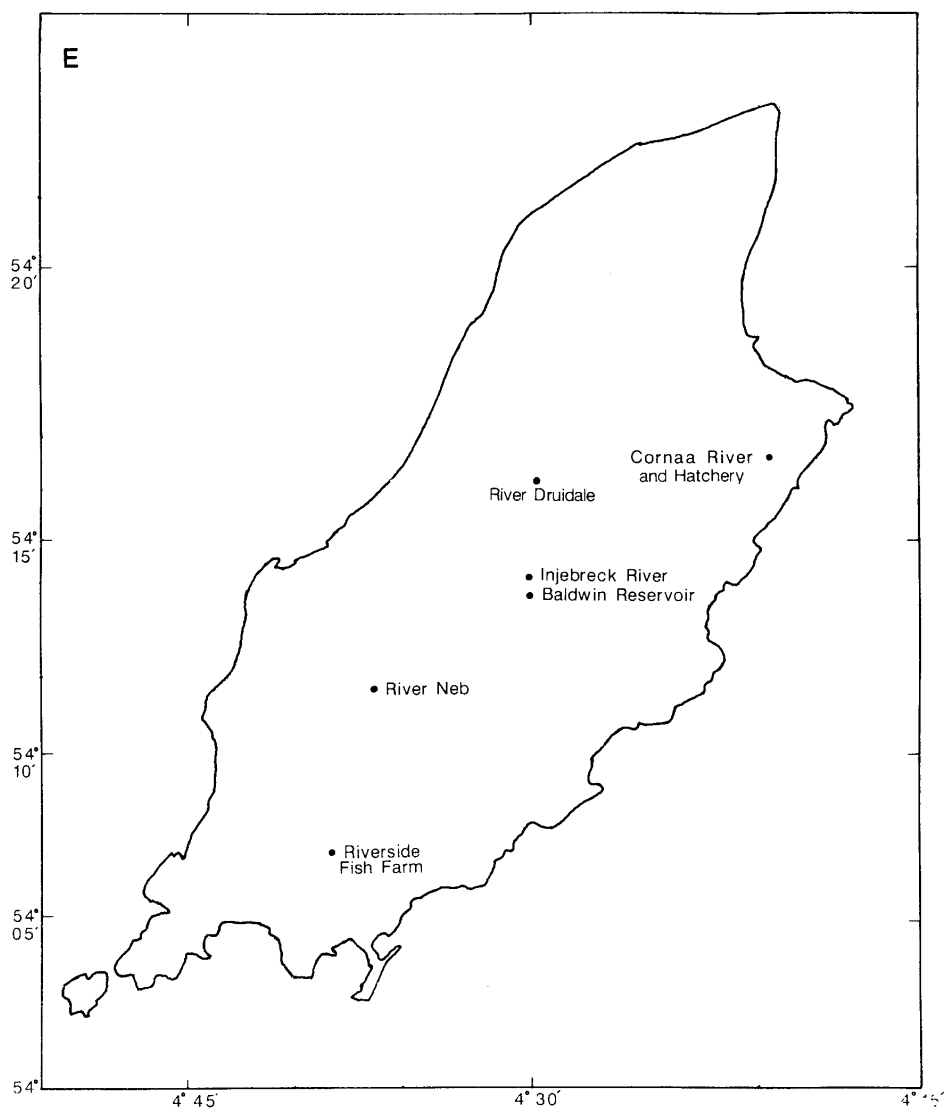 E
54°
20′
Cornaa River
and Hatchery
River Druidale
54°
15′
Injebreck River
Baldwin Reservoir
River Neb
54°
10′
Riverside
Fish Farm
54°
05′
54°
4° 45′
4° 30′
4°